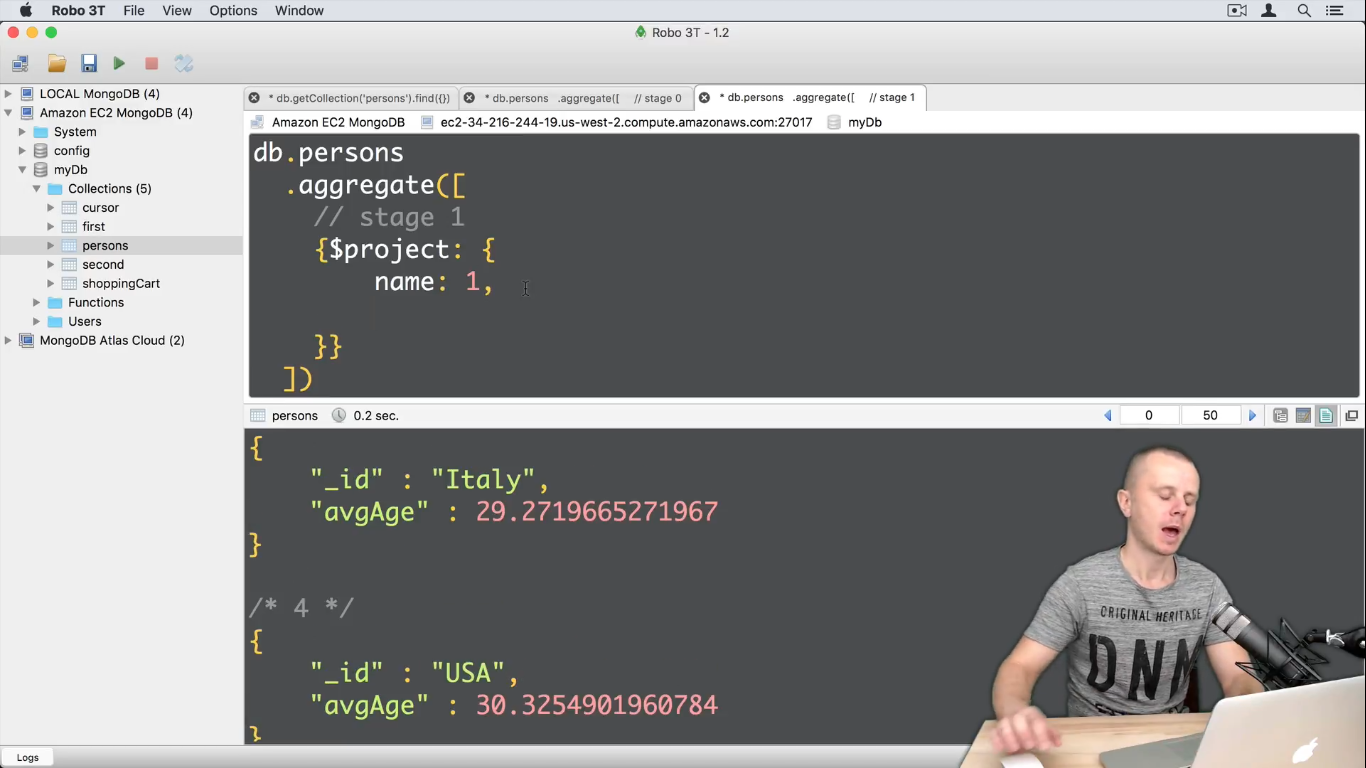 Robo 3T File View Options Window
Robo 3T - 1.2
LOCAL MongoDB (4)
Amazon EC2 MongoDB (4)
System
config
myDb
Collections (5)
cursor
first
persons
second
shoppingCart
Functions
Users
MongoDB Atlas Cloud (2)
* db.getCollection('persons').find({}) * db.persons .aggregate([ // stage 0 * db.persons .aggregate([ // stage 1
Amazon EC2 MongoDB ec2-34-216-244-19.us-west-2.compute.amazonaws.com:27017 myDb
db.persons
.aggregate([
// stage 1
{$project: {
name: 1,
}}
])
persons 0.2 sec. 0 50
{
"_id" : "Italy",
"avgAge" : 29.2719665271967
}
/* 4 */
{
"_id" : "USA",
"avgAge" : 30.3254901960784
}
ORIGINAL HERITAGE
DNM
Logs